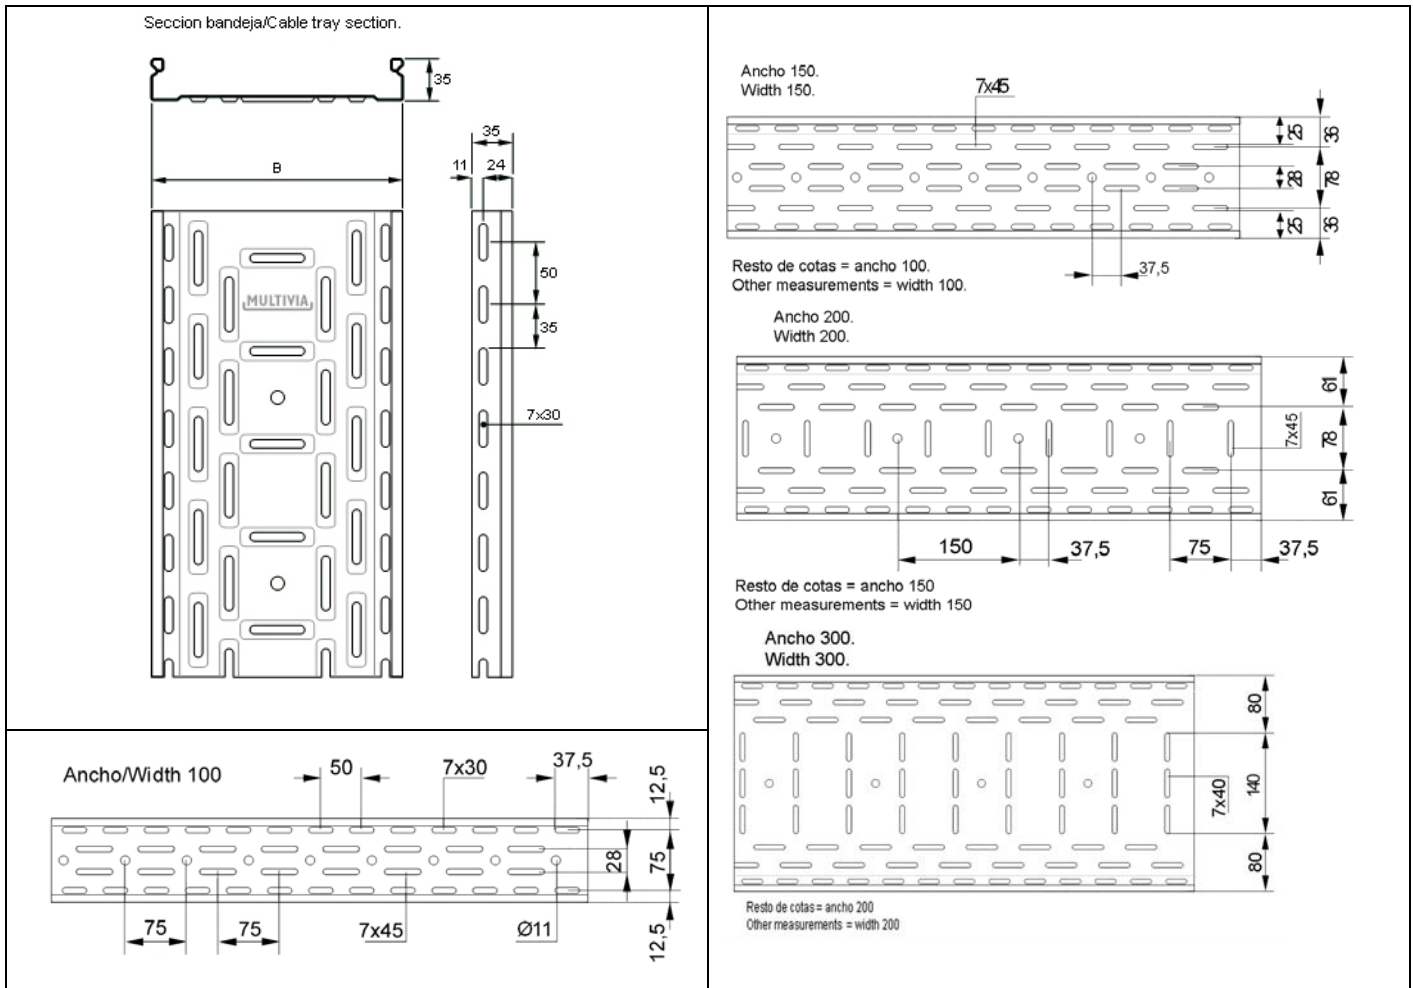 Seccion bandeja/Cable tray section.
35
B
35
11
24
MULTIVIA
50
35
7x30
Ancho/Width 100
50
7x30
37,5
12,5
28
75
75
75
7x45
Ø11
12,5
Ancho 150.
Width 150.
7x45
25
36
28
78
25
36
37,5
Resto de cotas = ancho 100.
Other measurements = width 100.
Ancho 200.
Width 200.
61
7x45
78
61
150
37,5
75
37,5
Resto de cotas = ancho 150
Other measurements = width 150
Ancho 300.
Width 300.
80
7x40
140
80
Resto de cotas = ancho 200
Other measurements = width 200